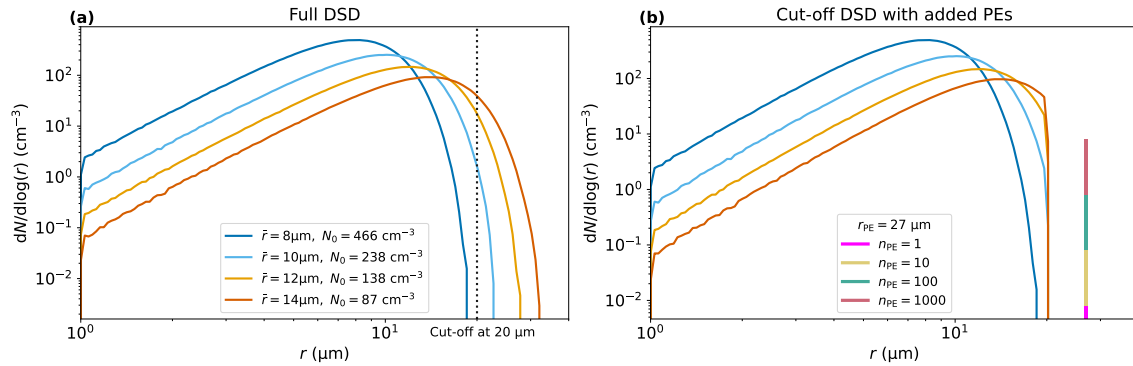 (a)
Full DSD
dN/dlog(r) (cm⁻³)
10²
10¹
10⁰
10⁻¹
10⁻²
r̄ = 8μm, N₀ = 466 cm⁻³
r̄ = 10μm, N₀ = 238 cm⁻³
r̄ = 12μm, N₀ = 138 cm⁻³
r̄ = 14μm, N₀ = 87 cm⁻³
10⁰
10¹
Cut-off at 20 μm
r (μm)
(b)
Cut-off DSD with added PEs
dN/dlog(r) (cm⁻³)
10²
10¹
10⁰
10⁻¹
10⁻²
r_PE = 27 μm
n_PE = 1
n_PE = 10
n_PE = 100
n_PE = 1000
10⁰
10¹
r (μm)